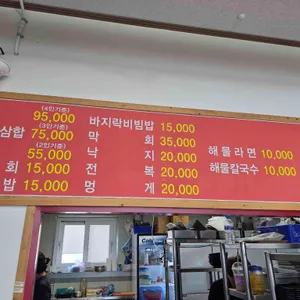 (4인기준)
95,000
(3인기준)
삼합 75,000
(2인기준)
55,000
회 15,000
밥 15,000
바지락비빔밥 15,000
막 회 35,000
낙 지 20,000
전 복 20,000
멍 게 20,000
해물라면 10,000
해물칼국수 10,000